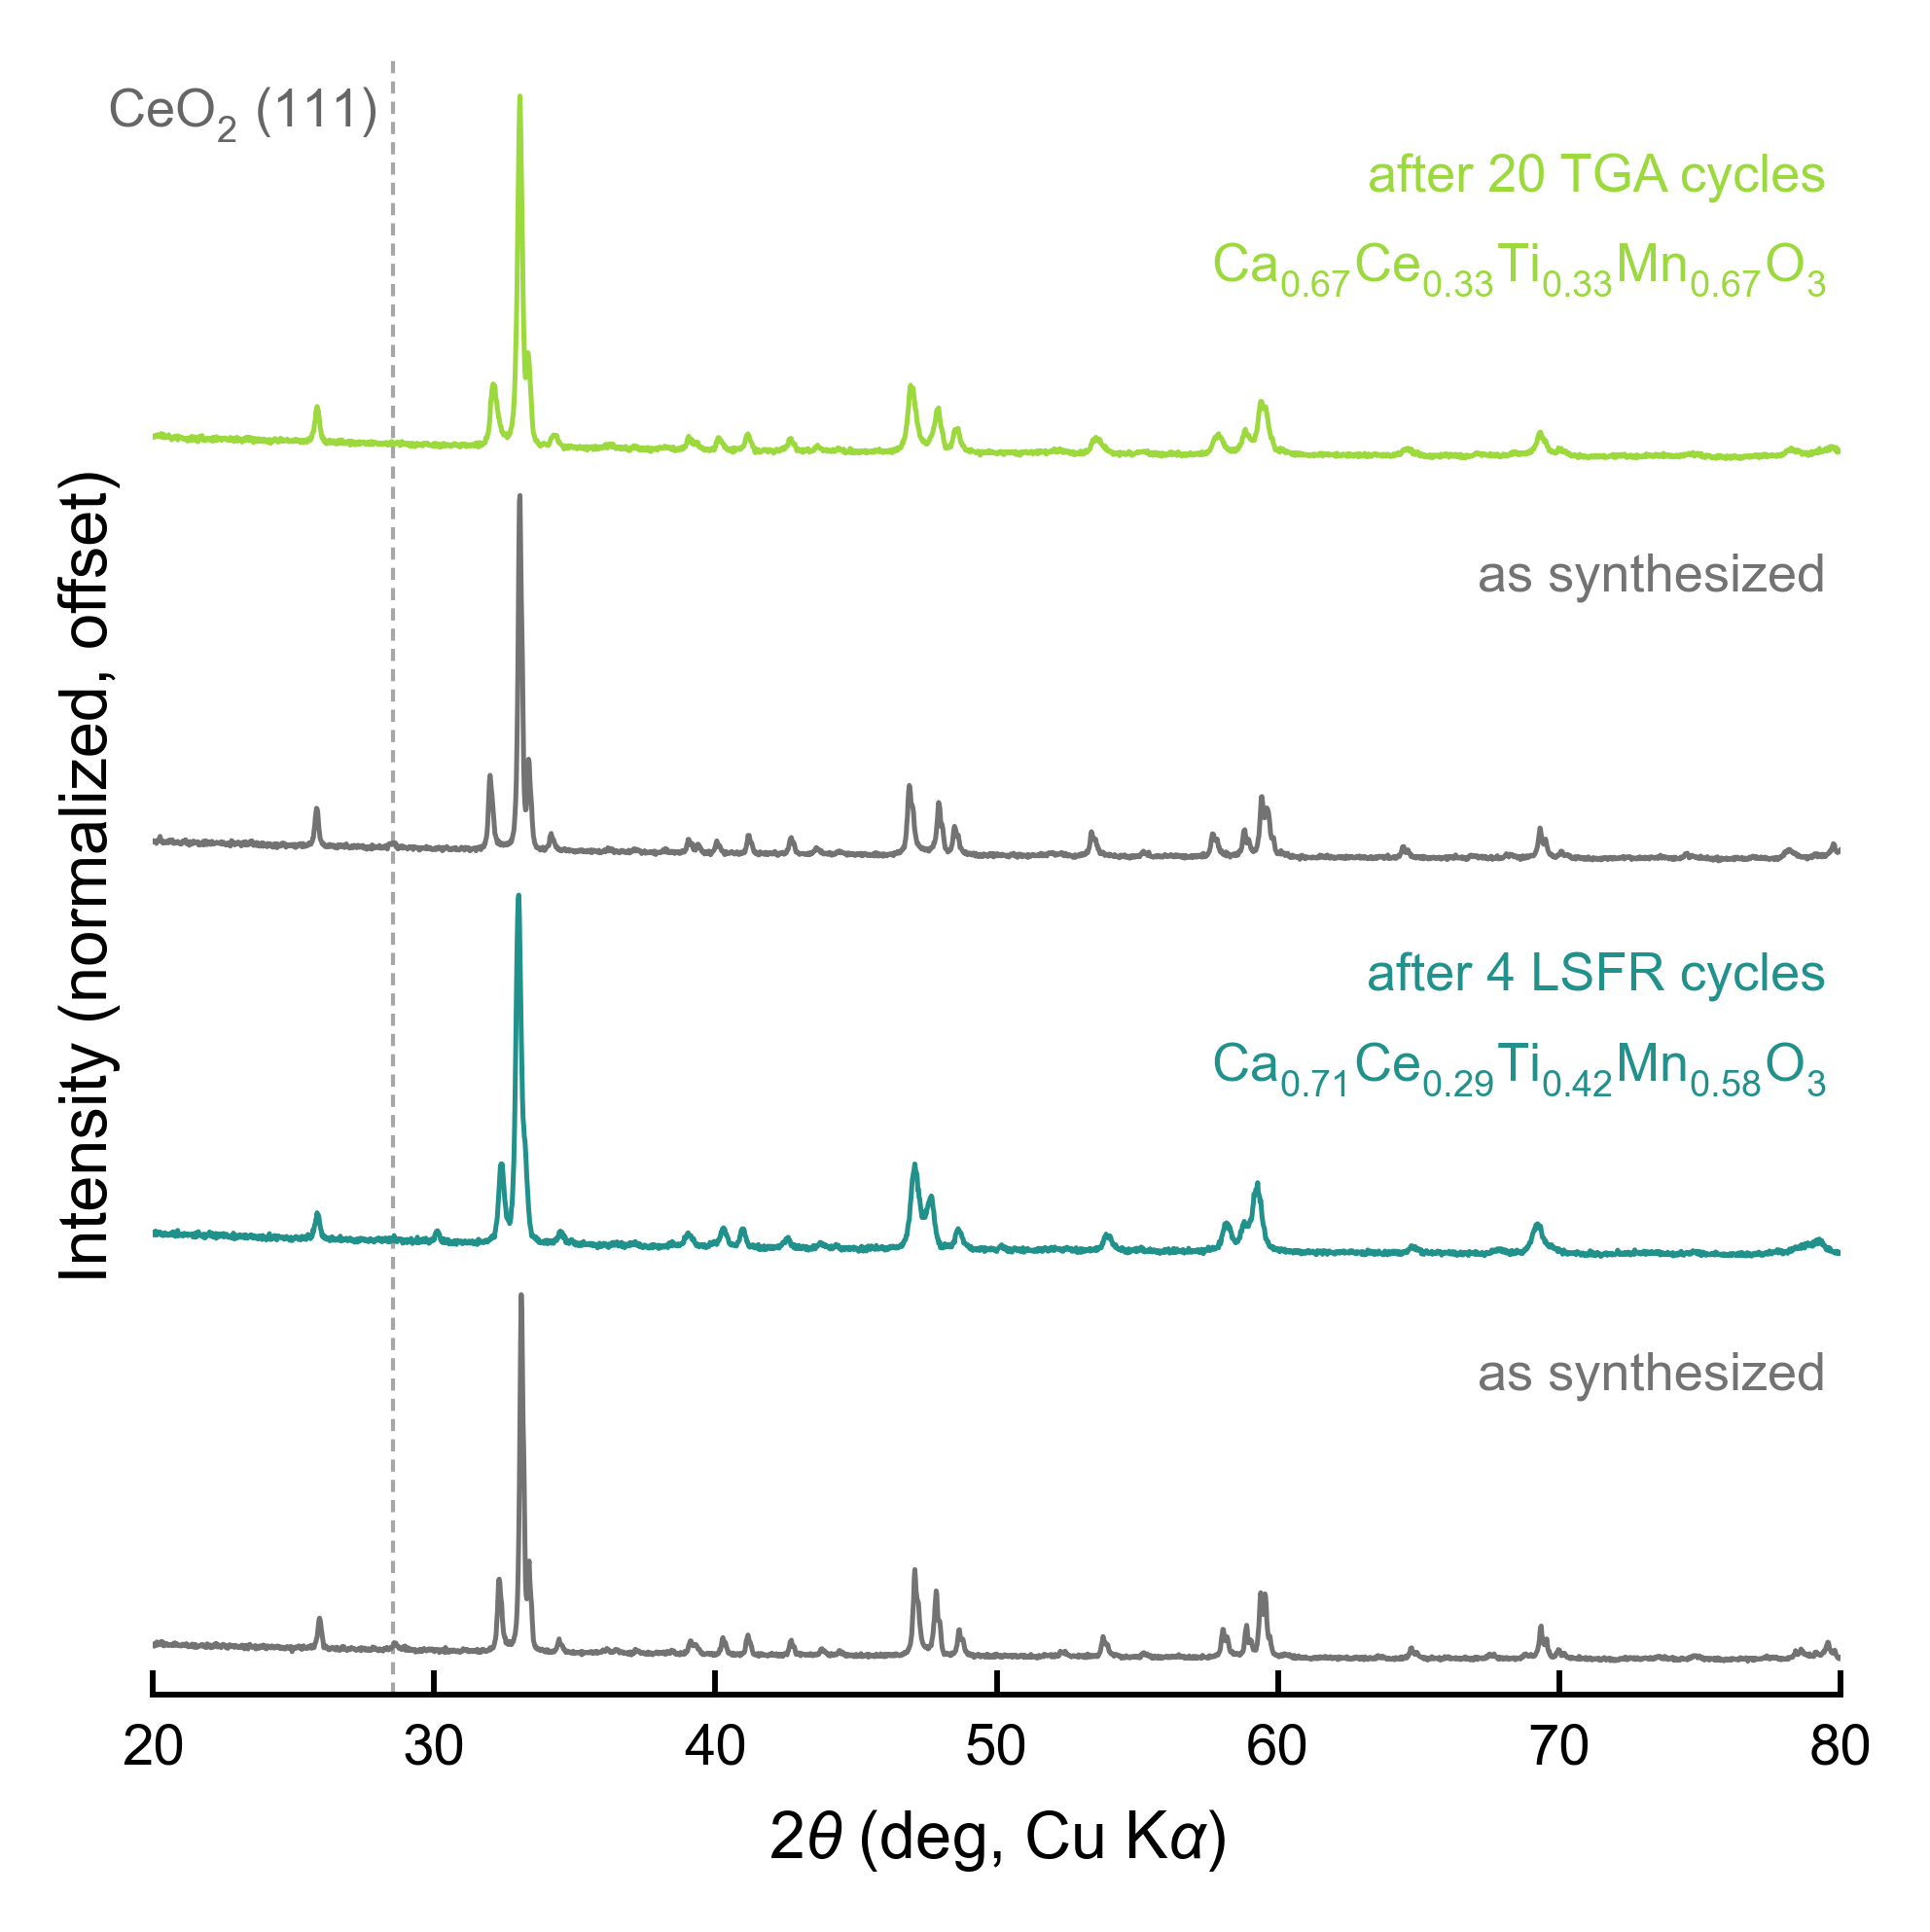 CeO₂ (111)
after 20 TGA cycles
Ca₀.₆₇Ce₀.₃₃Ti₀.₃₃Mn₀.₆₇O₃
as synthesized
after 4 LSFR cycles
Ca₀.₇₁Ce₀.₂₉Ti₀.₄₂Mn₀.₅₈O₃
as synthesized
Intensity (normalized, offset)
20 30 40 50 60 70 80
2θ (deg, Cu Kα)